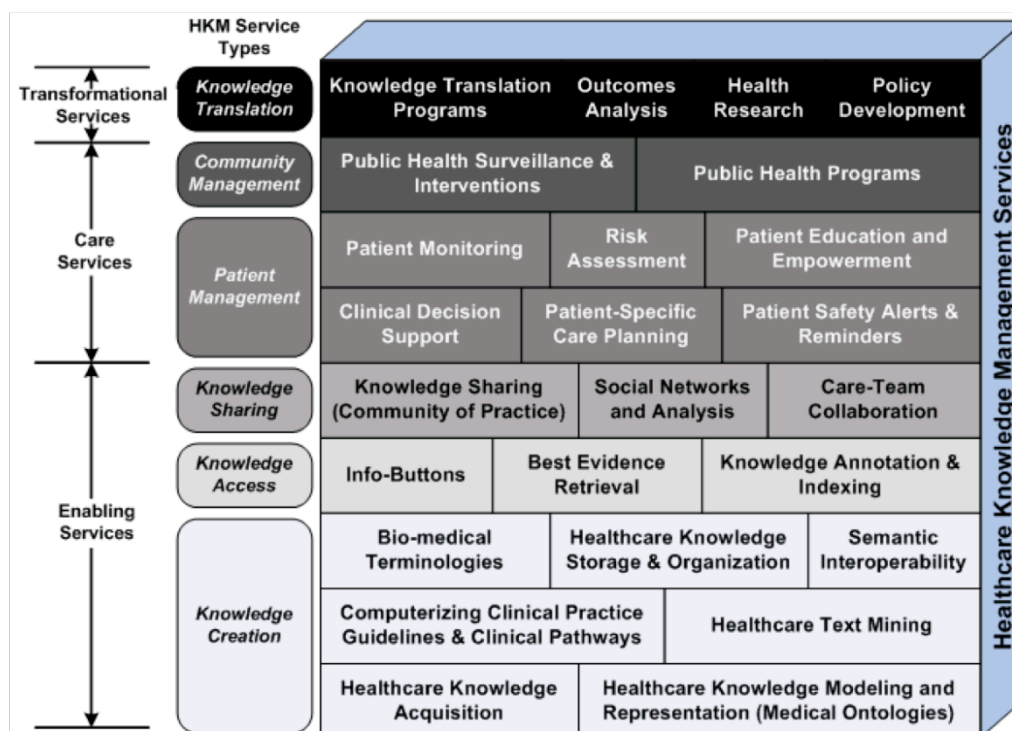 HKM Service
Types
Transformational
Services
Knowledge
Translation
Knowledge Translation
Programs
Outcomes
Analysis
Health
Research
Policy
Development
Care
Services
Community
Management
Public Health Surveillance &
Interventions
Public Health Programs
Patient
Management
Patient Monitoring
Risk
Assessment
Patient Education and
Empowerment
Clinical Decision
Support
Patient-Specific
Care Planning
Patient Safety Alerts &
Reminders
Enabling
Services
Knowledge
Sharing
Knowledge Sharing
(Community of Practice)
Social Networks
and Analysis
Care-Team
Collaboration
Knowledge
Access
Info-Buttons
Best Evidence
Retrieval
Knowledge Annotation &
Indexing
Knowledge
Creation
Bio-medical
Terminologies
Healthcare Knowledge
Storage & Organization
Semantic
Interoperability
Computerizing Clinical Practice
Guidelines & Clinical Pathways
Healthcare Text Mining
Healthcare Knowledge
Acquisition
Healthcare Knowledge Modeling and
Representation (Medical Ontologies)
Healthcare Knowledge Management Services